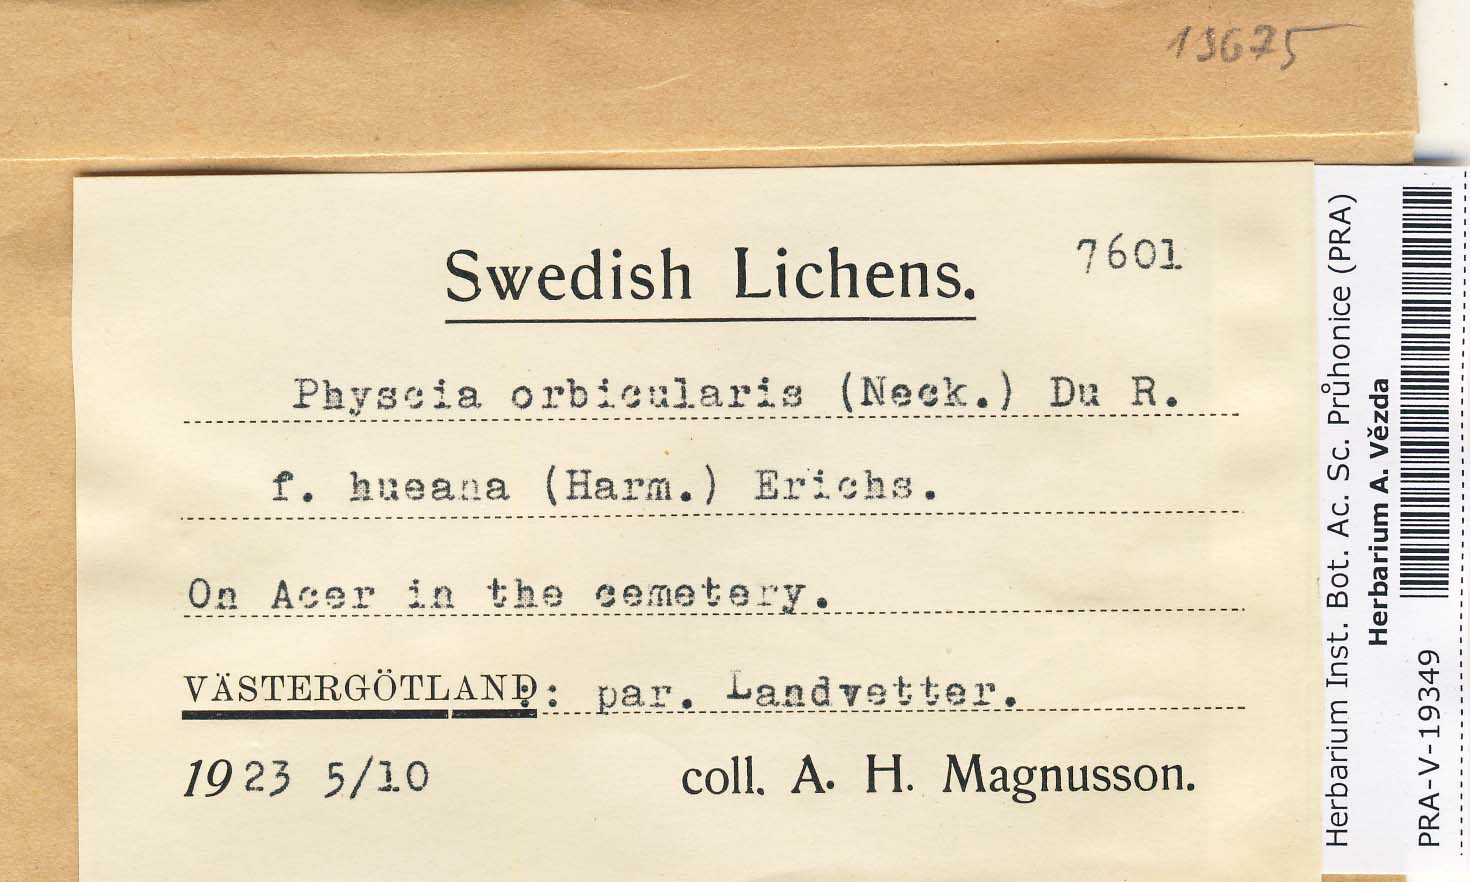 19675
Swedish Lichens.
7601
Physcia orbicularis (Neck.) Du R.
f. hueana (Harm.) Erichs.
On Acer in the cemetery.
VÄSTERGÖTLAND: par. Landvetter.
1923 5/10
coll. A. H. Magnusson.
Herbarium Inst. Bot. Ac. Sc. Průhonice (PRA)
Herbarium A. Vězda
PRA-V-19349